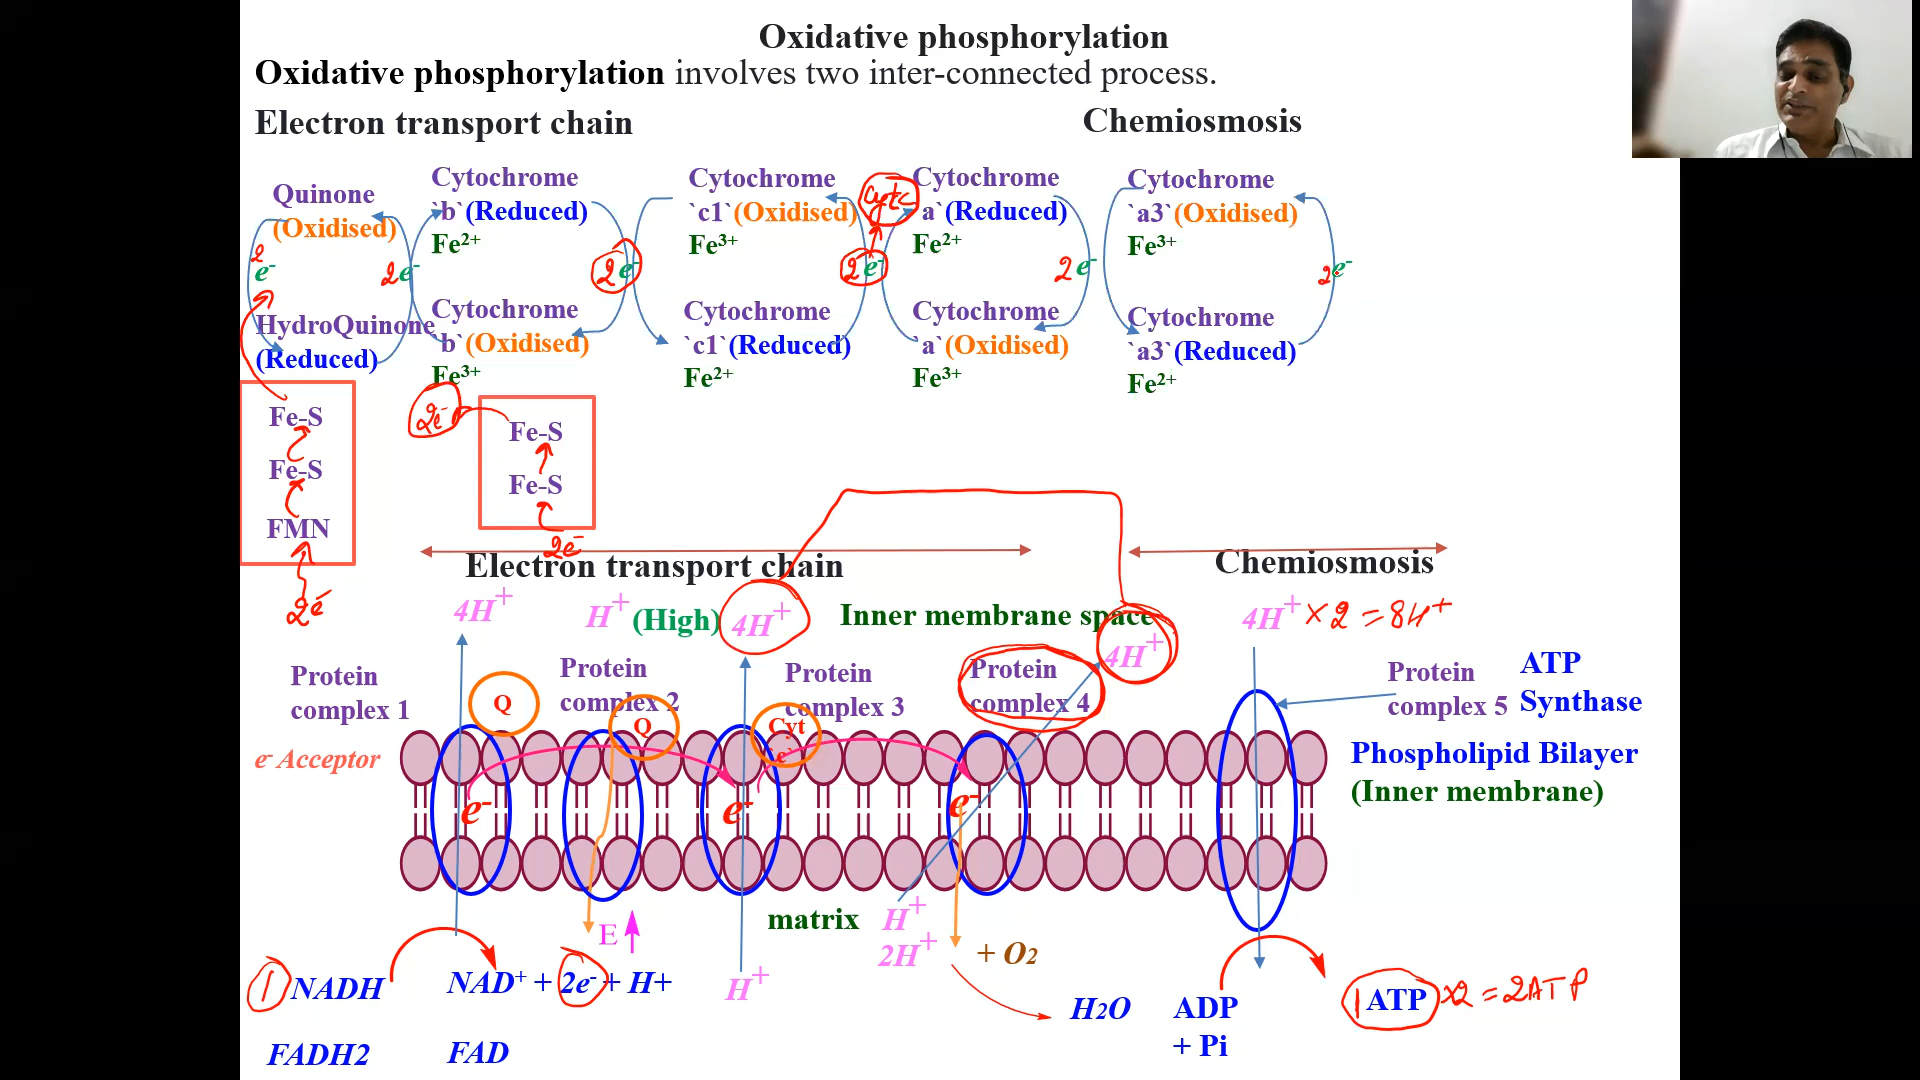 Oxidative phosphorylation
Oxidative phosphorylation involves two inter-connected process.
Electron transport chain
Chemiosmosis
Quinone
(Oxidised)
2
e-
HydroQuinone
(Reduced)
2e-
Cytochrome
`b`(Reduced)
Fe2+
Cytochrome
`b`(Oxidised)
Fe3+
2e-
Cytochrome
`c1`(Oxidised)
Fe3+
Cytochrome
`c1`(Reduced)
Fe2+
cyt c
2e-
Cytochrome
`a`(Reduced)
Fe2+
Cytochrome
`a`(Oxidised)
Fe3+
2e-
Cytochrome
`a3`(Oxidised)
Fe3+
Cytochrome
`a3`(Reduced)
Fe2+
2e-
Fe-S
Fe-S
FMN
2e-
2e-
Fe-S
Fe-S
2e-
Electron transport chain
Chemiosmosis
4H+
H+ (High)
4H+
Inner membrane space
4H+
4H+ × 2 = 8H+
Protein
complex 1
Q
Protein
complex 2
Q
Protein
complex 3
Cyt
`c`
Protein
complex 4
Protein
complex 5
ATP
Synthase
e- Acceptor
Phospholipid Bilayer
(Inner membrane)
e-
e-
e-
matrix
H+
2H+
+ O2
E
1 NADH
NAD+ + 2e- + H+
H+
H2O
ADP
+ Pi
1 ATP ×2 = 2ATP
FADH2
FAD